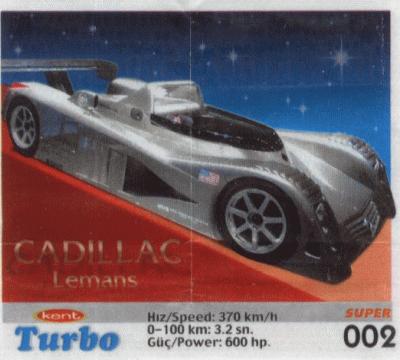 CADILLAC
Lemans
kent
Turbo
Hız/Speed: 370 km/h
0-100 km: 3.2 sn.
Güç/Power: 600 hp.
SUPER
002